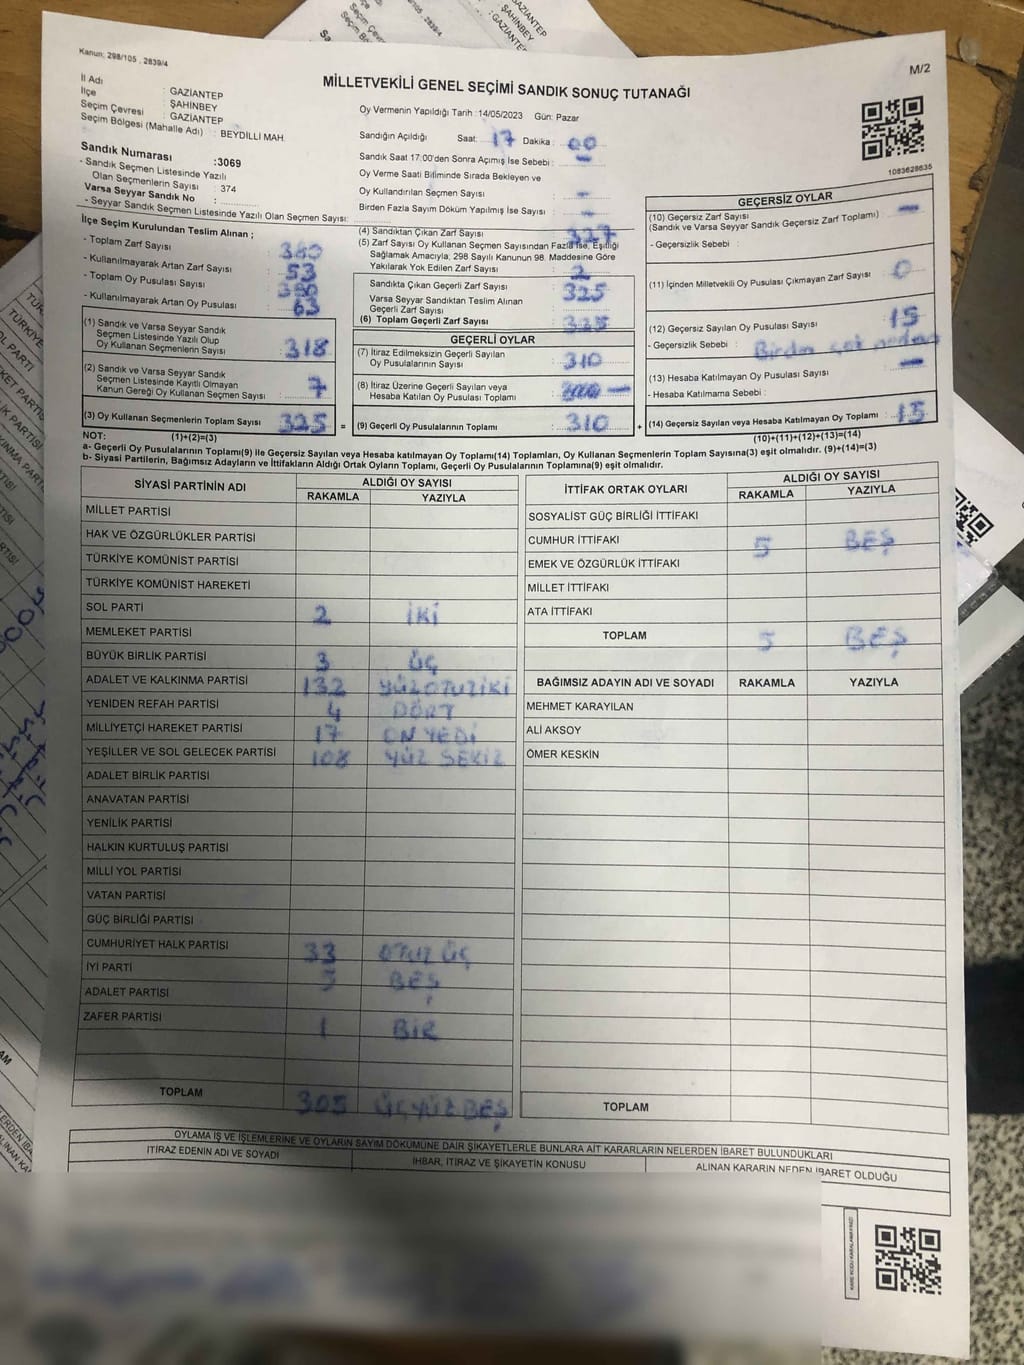 GAZİANTEP
ŞAHİNBEY
Kanun: 298/105 , 2839/4
M/2
MİLLETVEKİLİ GENEL SEÇİMİ SANDIK SONUÇ TUTANAĞI
İl Adı : GAZİANTEP
İlçe : ŞAHİNBEY
Seçim Çevresi : GAZİANTEP
Seçim Bölgesi (Mahalle Adı) : BEYDİLLİ MAH.
Sandık Numarası :3069
- Sandık Seçmen Listesinde Yazılı
Olan Seçmenlerin Sayısı : 374
Varsa Seyyar Sandık No :
- Seyyar Sandık Seçmen Listesinde Yazılı Olan Seçmen Sayısı:
Oy Vermenin Yapıldığı Tarih : 14/05/2023 Gün: Pazar
Sandığın Açıldığı Saat: 17 Dakika : 00
Sandık Saat 17:00'den Sonra Açımış İse Sebebi : -
Oy Verme Saati Bitiminde Sırada Bekleyen ve
Oy Kullandırılan Seçmen Sayısı : -
Birden Fazla Sayım Döküm Yapılmış İse Sayısı : -
1083628635
İlçe Seçim Kurulundan Teslim Alınan ;
- Toplam Zarf Sayısı : 380
- Kullanılmayarak Artan Zarf Sayısı : 53
- Toplam Oy Pusulası Sayısı :
- Kullanılmayarak Artan Oy Pusulası : 63
(1) Sandık ve Varsa Seyyar Sandık
Seçmen Listesinde Yazılı Olup
Oy Kullanan Seçmenlerin Sayısı : 318
(2) Sandık ve Varsa Seyyar Sandık
Seçmen Listesinde Kayıtlı Olmayan
Kanun Gereği Oy Kullanan Seçmen Sayısı : 7
(3) Oy Kullanan Seçmenlerin Toplam Sayısı : 325
(4) Sandıktan Çıkan Zarf Sayısı : 327
(5) Zarf Sayısı Oy Kullanan Seçmen Sayısından Fazla İse, Eşitliği
Sağlamak Amacıyla, 298 Sayılı Kanunun 98. Maddesine Göre
Yakılarak Yok Edilen Zarf Sayısı : 2
Sandıkta Çıkan Geçerli Zarf Sayısı : 325
Varsa Seyyar Sandıktan Teslim Alınan
Geçerli Zarf Sayısı :
(6) Toplam Geçerli Zarf Sayısı : 325
GEÇERLİ OYLAR
(7) İtiraz Edilmeksizin Geçerli Sayılan
Oy Pusulalarının Sayısı : 310
(8) İtiraz Üzerine Geçerli Sayılan veya
Hesaba Katılan Oy Pusulası Toplamı : -
= (9) Geçerli Oy Pusulalarının Toplamı : 310 +
GEÇERSİZ OYLAR
(10) Geçersiz Zarf Sayısı : -
(Sandık ve Varsa Seyyar Sandık Geçersiz Zarf Toplamı)
- Geçersizlik Sebebi :
(11) İçinden Milletvekili Oy Pusulası Çıkmayan Zarf Sayısı : 0
(12) Geçersiz Sayılan Oy Pusulası Sayısı : 15
- Geçersizlik Sebebi :
(13) Hesaba Katılmayan Oy Pusulası Sayısı : -
- Hesaba Katılmama Sebebi :
(14) Geçersiz Sayılan veya Hesaba Katılmayan Oy Toplamı : 15
NOT: (1)+(2)=(3)
(10)+(11)+(12)+(13)=(14)
a- Geçerli Oy Pusulalarının Toplamı(9) ile Geçersiz Sayılan veya Hesaba katılmayan Oy Toplamı(14) Toplamları, Oy Kullanan Seçmenlerin Toplam Sayısına(3) eşit olmalıdır. (9)+(14)=(3)
b- Siyasi Partilerin, Bağımsız Adayların ve İttifakların Aldığı Ortak Oyların Toplamı, Geçerli Oy Pusulalarının Toplamına(9) eşit olmalıdır.
SİYASİ PARTİNİN ADI ALDIĞI OY SAYISI
RAKAMLA YAZIYLA
MİLLET PARTİSİ
HAK VE ÖZGÜRLÜKLER PARTİSİ
TÜRKİYE KOMÜNİST PARTİSİ
TÜRKİYE KOMÜNİST HAREKETİ
SOL PARTİ 2 İKİ
MEMLEKET PARTİSİ
BÜYÜK BİRLİK PARTİSİ 3 ÜÇ
ADALET VE KALKINMA PARTİSİ 132 YÜZOTUZİKİ
YENİDEN REFAH PARTİSİ 4 DÖRT
MİLLİYETÇİ HAREKET PARTİSİ 17 ON YEDİ
YEŞİLLER VE SOL GELECEK PARTİSİ 108 YÜZ SEKİZ
ADALET BİRLİK PARTİSİ
ANAVATAN PARTİSİ
YENİLİK PARTİSİ
HALKIN KURTULUŞ PARTİSİ
MİLLİ YOL PARTİSİ
VATAN PARTİSİ
GÜÇ BİRLİĞİ PARTİSİ
CUMHURİYET HALK PARTİSİ 33 OTUZ ÜÇ
İYİ PARTİ 5 BEŞ
ADALET PARTİSİ
ZAFER PARTİSİ 1 BİR
TOPLAM 305 ÜÇYÜZBEŞ
İTTİFAK ORTAK OYLARI ALDIĞI OY SAYISI
RAKAMLA YAZIYLA
SOSYALİST GÜÇ BİRLİĞİ İTTİFAKI
CUMHUR İTTİFAKI 5 BEŞ
EMEK VE ÖZGÜRLÜK İTTİFAKI
MİLLET İTTİFAKI
ATA İTTİFAKI
TOPLAM 5 BEŞ
BAĞIMSIZ ADAYIN ADI VE SOYADI RAKAMLA YAZIYLA
MEHMET KARAYILAN
ALİ AKSOY
ÖMER KESKİN
TOPLAM
OYLAMA İŞ VE İŞLEMLERİNE VE OYLARIN SAYIM DÖKÜMÜNE DAİR ŞİKAYETLERLE BUNLARA AİT KARARLARIN NELERDEN İBARET BULUNDUKLARI
İTİRAZ EDENİN ADI VE SOYADI İHBAR, İTİRAZ VE ŞİKAYETİN KONUSU ALINAN KARARIN NEDEN İBARET OLDUĞU